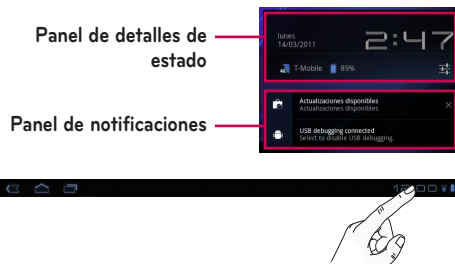 Panel de detalles de
estado
lunes
14/03/2011
2:47
4G T-Mobile 89%
Panel de notificaciones
Actualizaciones disponibles
Actualizaciones disponibles
USB debugging connected
Select to disable USB debugging.